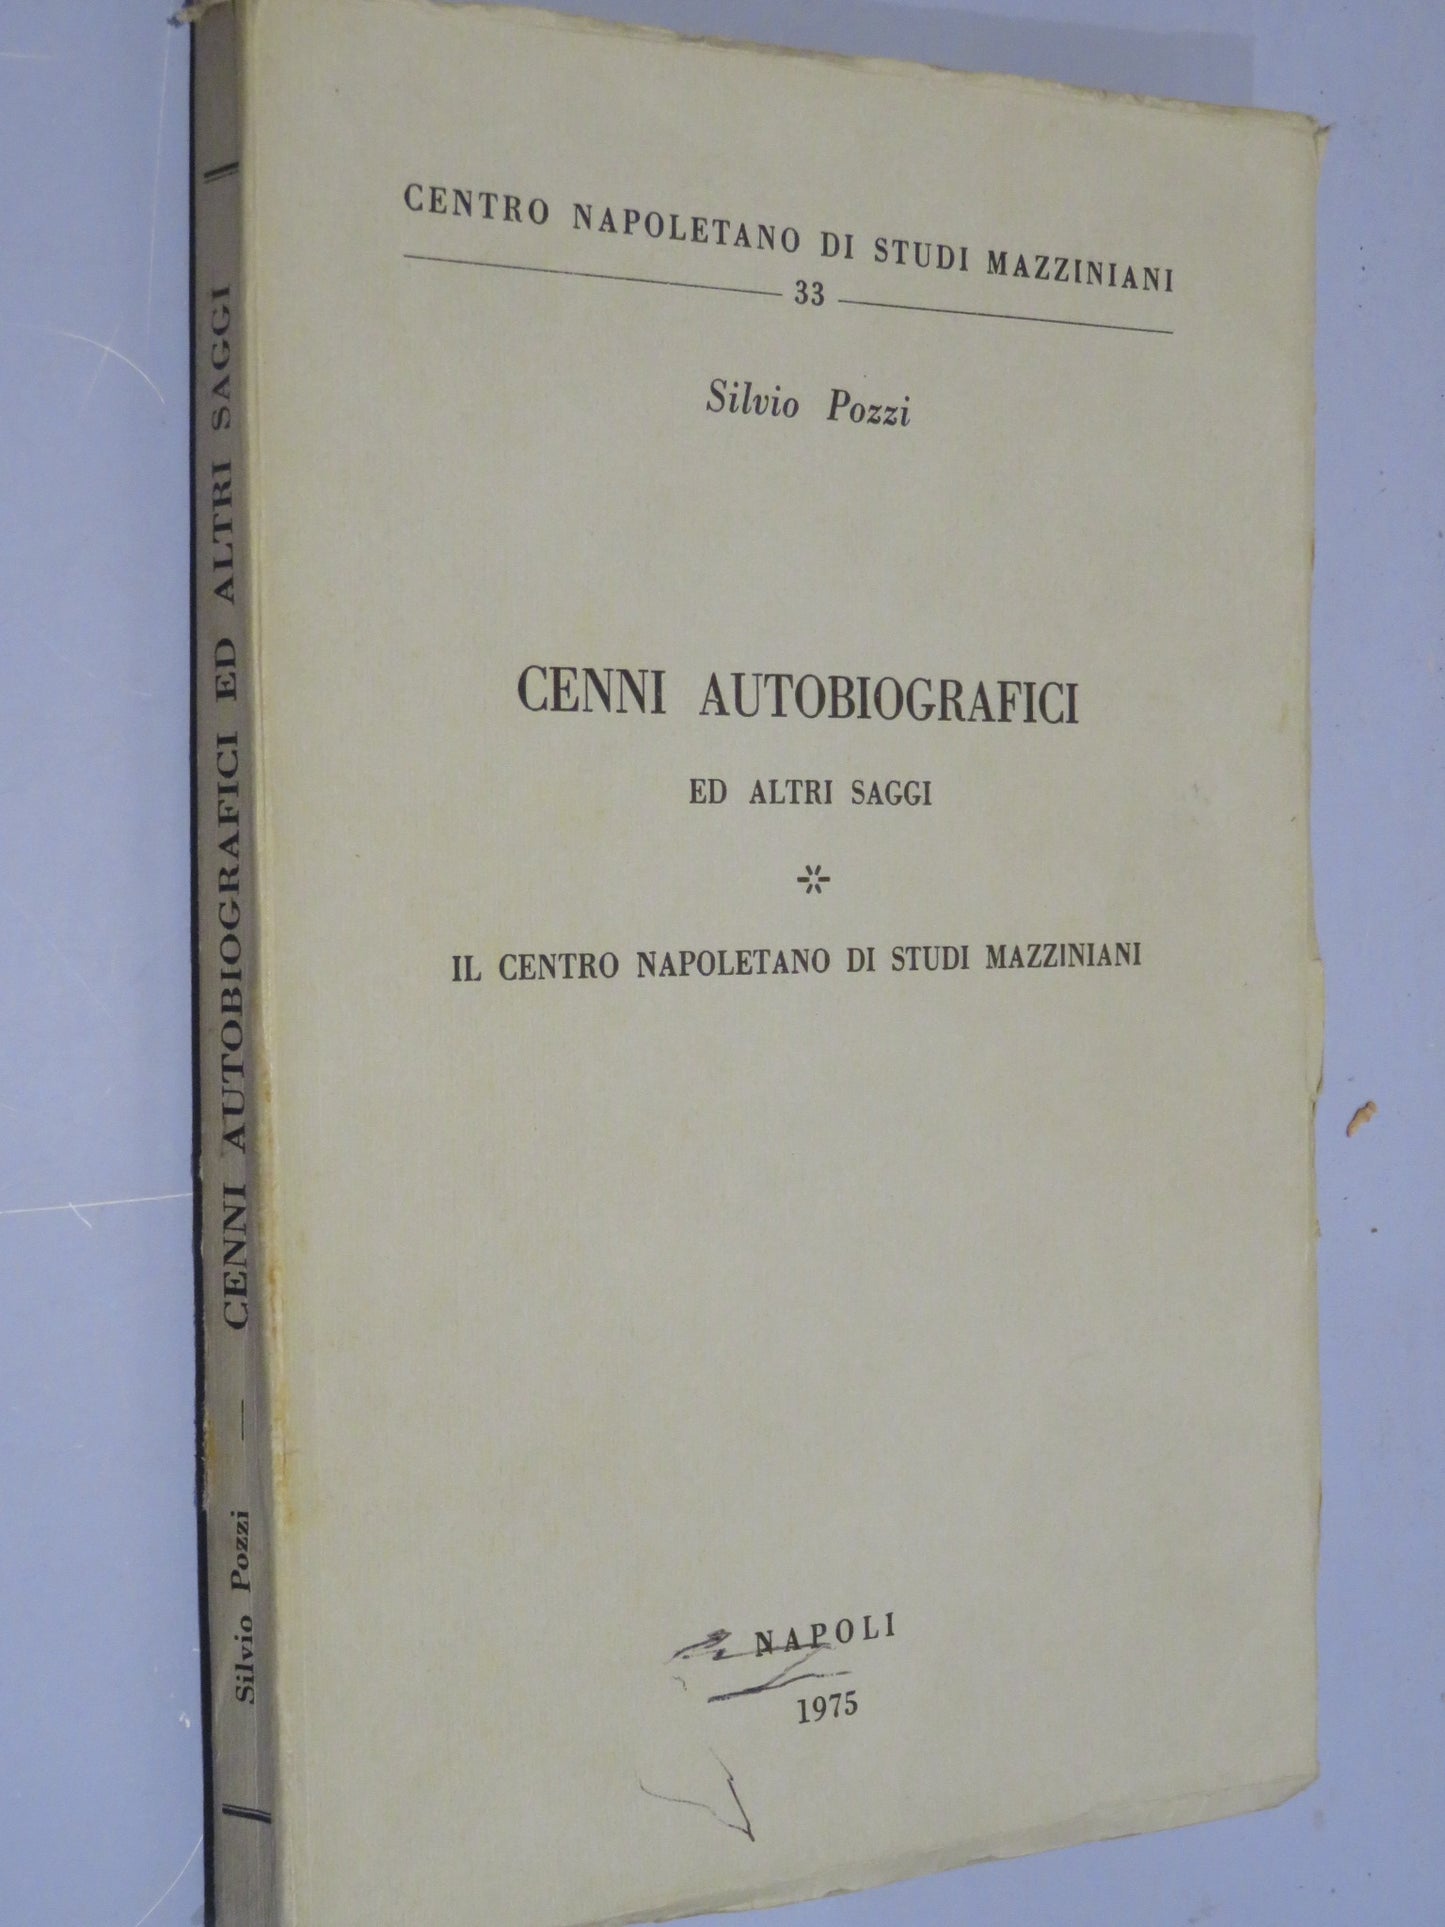 CENTRO NAPOLETANO DI STUDI MAZZINIANI
33
Silvio Pozzi
CENNI AUTOBIOGRAFICI
ED ALTRI SAGGI
IL CENTRO NAPOLETANO DI STUDI MAZZINIANI
NAPOLI
1975
Silvio Pozzi — CENNI AUTOBIOGRAFICI ED ALTRI SAGGI